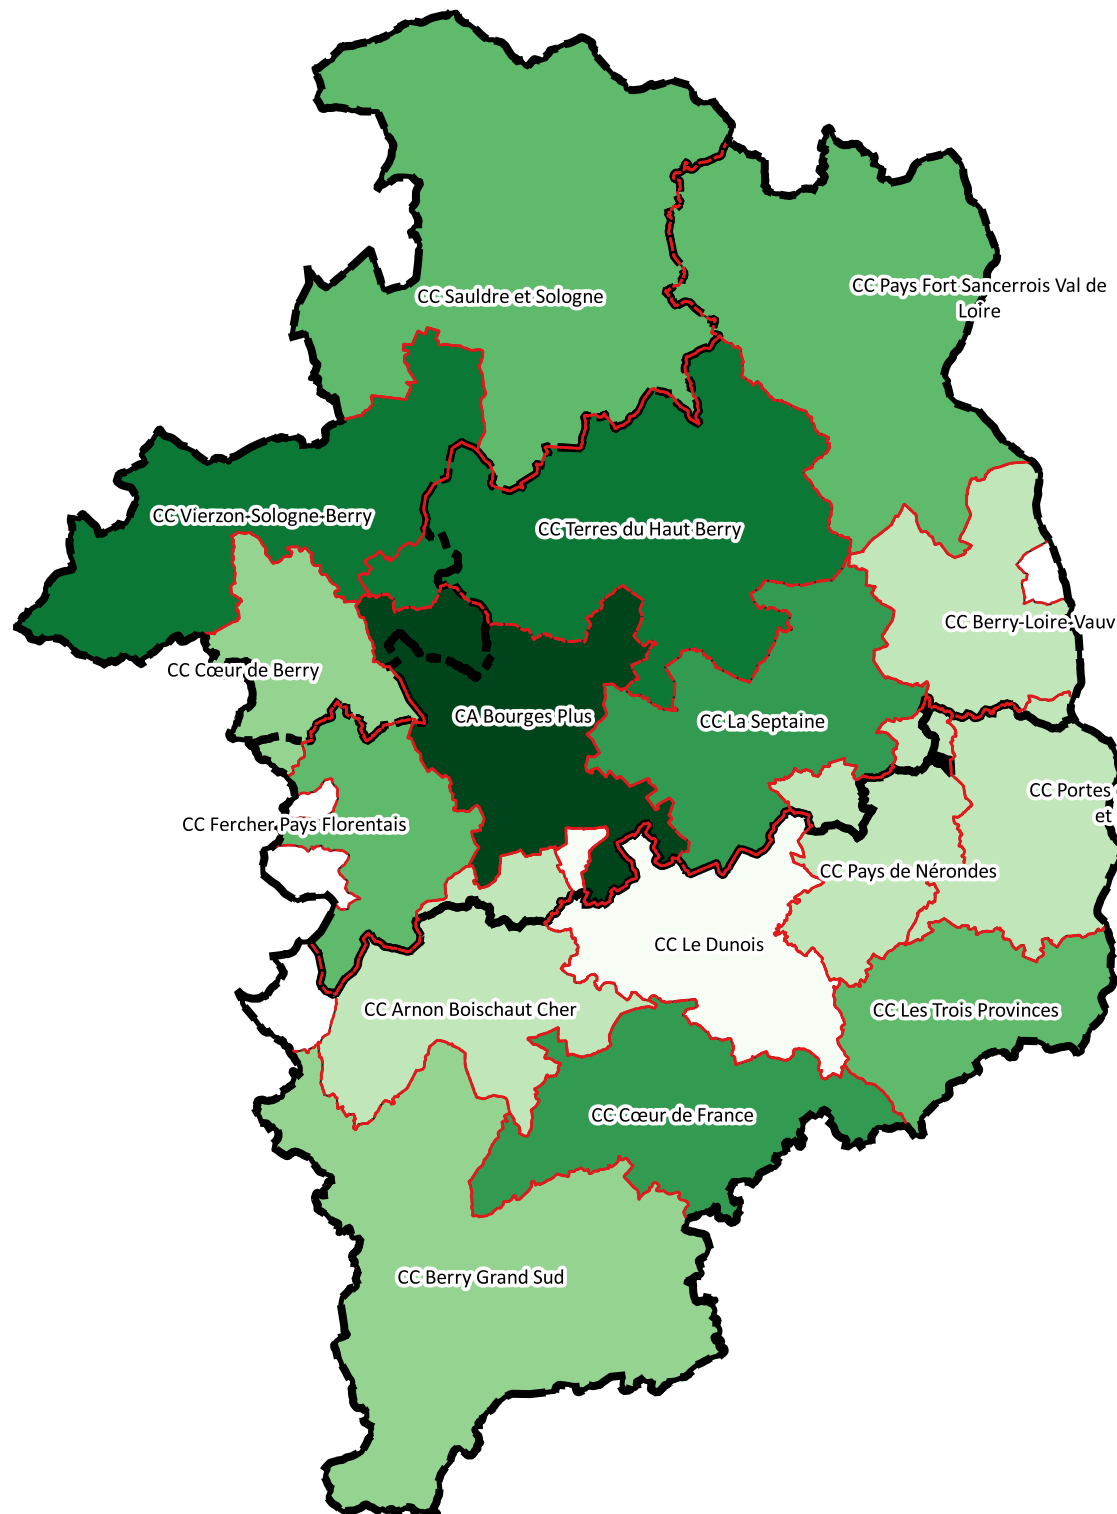 CC Sauldre et Sologne
CC Pays Fort Sancerrois Val de
Loire
CC Vierzon-Sologne-Berry
CC Terres du Haut Berry
CC Berry-Loire-Vauv
CC Cœur de Berry
CA Bourges Plus
CC La Septaine
CC Portes
et
CC Fercher Pays Florentais
CC Pays de Nérondes
CC Le Dunois
CC Arnon Boischaut Cher
CC Les Trois Provinces
CC Cœur de France
CC Berry Grand Sud